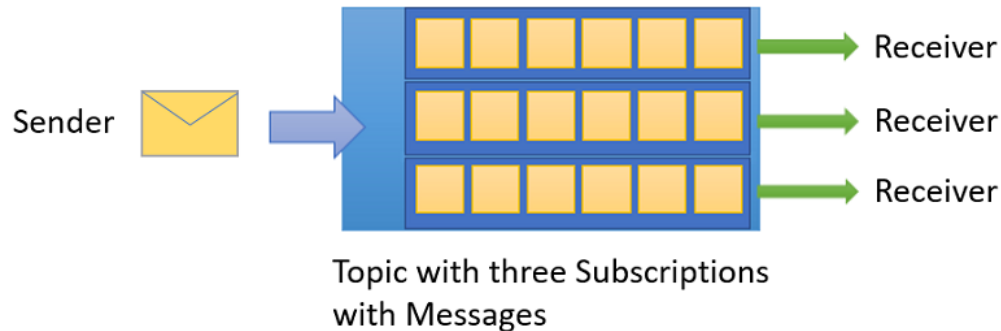 Sender
Receiver
Receiver
Receiver
Topic with three Subscriptions
with Messages